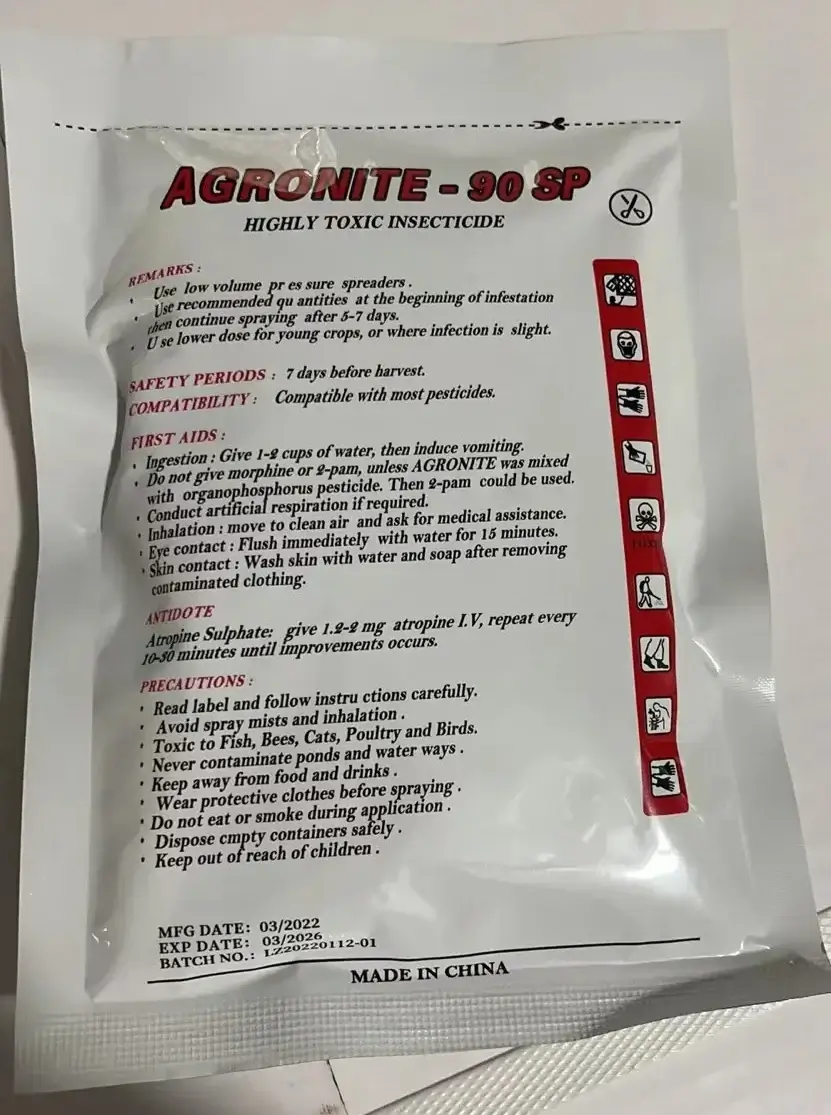 AGRONITE - 90 SP
HIGHLY TOXIC INSECTICIDE
REMARKS :
· Use low volume pr es sure spreaders .
· Use recommended qu antities at the beginning of infestation
then continue spraying after 5-7 days.
· U se lower dose for young crops, or where infection is slight.
SAFETY PERIODS : 7 days before harvest.
COMPATIBILITY : Compatible with most pesticides.
FIRST AIDS :
· Ingestion : Give 1-2 cups of water, then induce vomiting.
· Do not give morphine or 2-pam, unless AGRONITE was mixed
with organophosphorus pesticide. Then 2-pam could be used.
· Conduct artificial respiration if required.
· Inhalation : move to clean air and ask for medical assistance.
· Eye contact : Flush immediately with water for 15 minutes.
· Skin contact : Wash skin with water and soap after removing
contaminated clothing.
ANTIDOTE
Atropine Sulphate: give 1.2-2 mg atropine I.V, repeat every
10-30 minutes until improvements occurs.
PRECAUTIONS :
· Read label and follow instru ctions carefully.
· Avoid spray mists and inhalation .
· Toxic to Fish, Bees, Cats, Poultry and Birds.
· Never contaminate ponds and water ways .
· Keep away from food and drinks .
· Wear protective clothes before spraying .
· Do not eat or smoke during application .
· Dispose cmpty containers safely .
· Keep out of reach of children .
MFG DATE: 03/2022
EXP DATE: 03/2026
BATCH NO.: LZ20220112-01
MADE IN CHINA